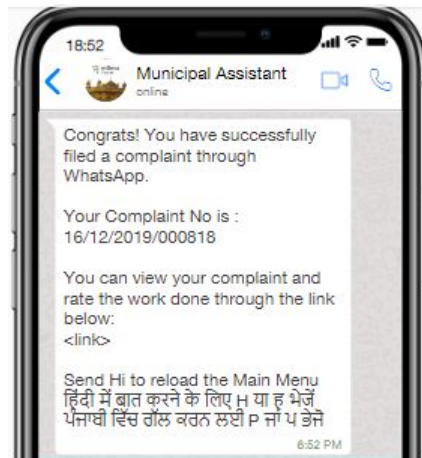 18:52
Municipal Assistant
online
Congrats! You have successfully
filed a complaint through
WhatsApp.
Your Complaint No is :
16/12/2019/000818
You can view your complaint and
rate the work done through the link
below:
<link>
Send Hi to reload the Main Menu
हिंदी में बात करने के लिए H या ह भेजें
ਪੰਜਾਬੀ ਵਿੱਚ ਗੱਲ ਕਰਨ ਲਈ P ਜਾਂ ਪ ਭੇਜੋ
6:52 PM